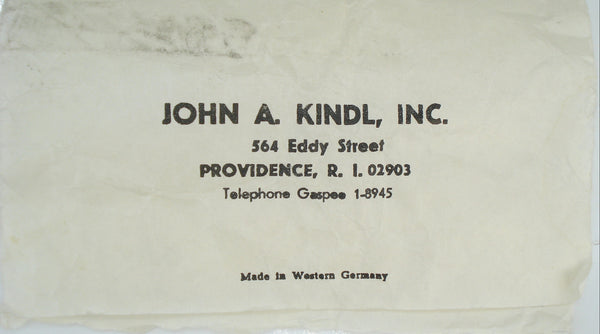 JOHN A. KINDL, INC.
564 Eddy Street
PROVIDENCE, R. I. 02903
Telephone Gaspee 1-8945
Made in Western Germany